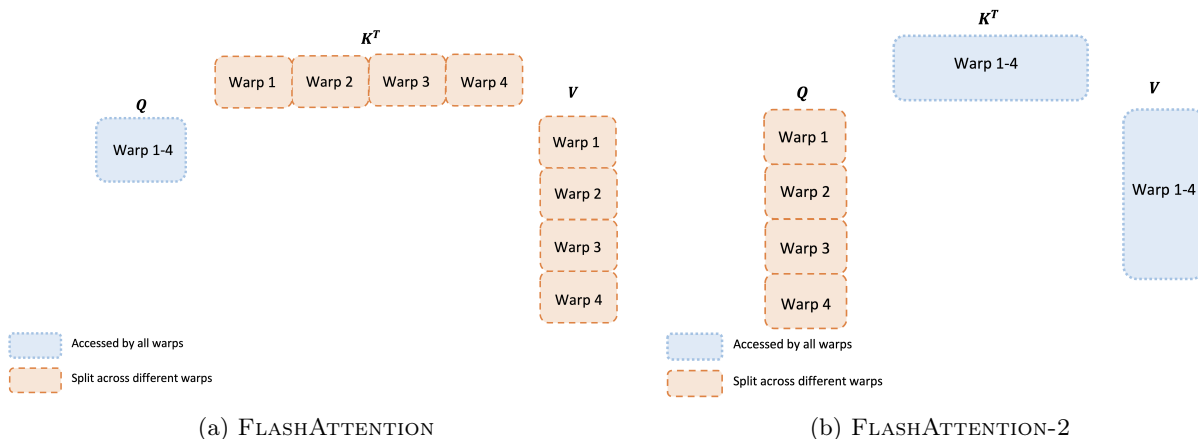 K^T
Warp 1 Warp 2 Warp 3 Warp 4
Q
Warp 1-4
V
Warp 1
Warp 2
Warp 3
Warp 4
Accessed by all warps
Split across different warps
(a) FLASHATTENTION
K^T
Warp 1-4
Q
Warp 1
Warp 2
Warp 3
Warp 4
V
Warp 1-4
Accessed by all warps
Split across different warps
(b) FLASHATTENTION-2